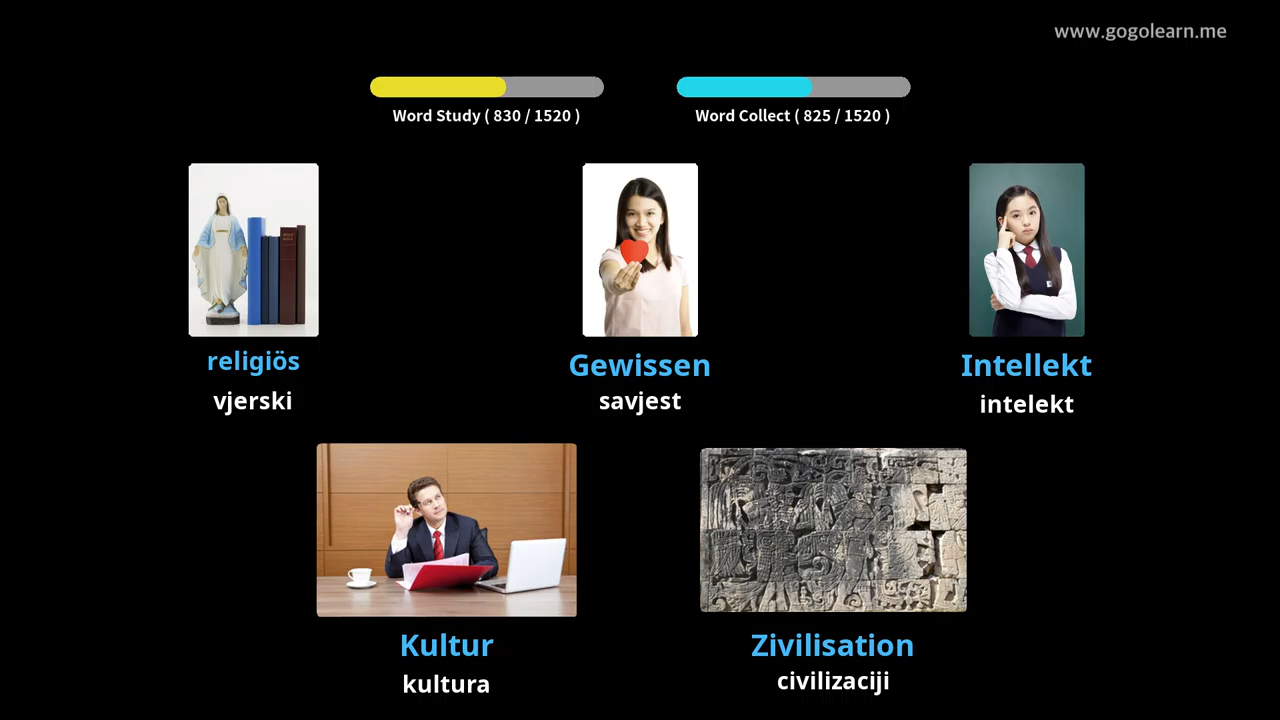 www.gogolearn.me
Word Study ( 830 / 1520 )
Word Collect ( 825 / 1520 )
religiös
vjerski
Gewissen
savjest
Intellekt
intelekt
Kultur
kultura
Zivilisation
civilizaciji